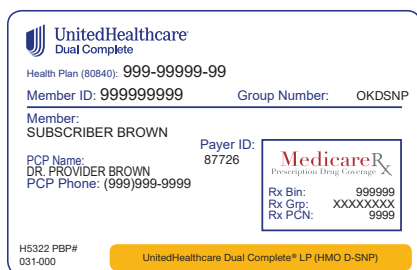 UnitedHealthcare®
Dual Complete
Health Plan (80840): 999-99999-99
Member ID: 999999999 Group Number: OKDSNP
Member:
SUBSCRIBER BROWN
Payer ID:
87726
PCP Name:
DR. PROVIDER BROWN
PCP Phone: (999)999-9999
MedicareRx
Prescription Drug Coverage
Rx Bin: 999999
Rx Grp: XXXXXXXX
Rx PCN: 9999
H5322 PBP#
031-000
UnitedHealthcare Dual Complete® LP (HMO D-SNP)